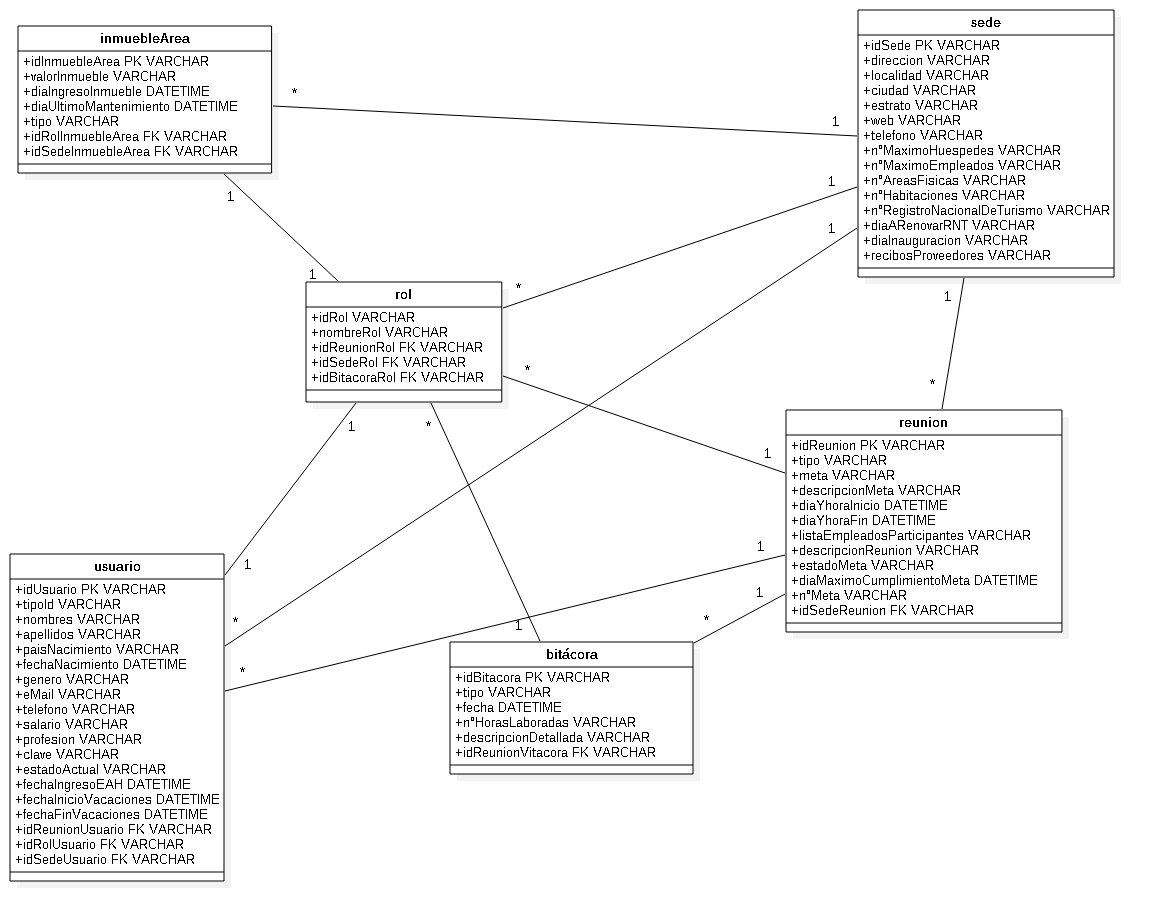 inmuebleArea
+idInmuebleArea PK VARCHAR
+valorInmueble VARCHAR
+diaIngresoInmueble DATETIME
+diaUltimoMantenimiento DATETIME
+tipo VARCHAR
+idRolInmuebleArea FK VARCHAR
+idSedeInmuebleArea FK VARCHAR
*
1
1
1
sede
+idSede PK VARCHAR
+direccion VARCHAR
+localidad VARCHAR
+ciudad VARCHAR
+estrato VARCHAR
+web VARCHAR
+telefono VARCHAR
+n°MaximoHuespedes VARCHAR
+n°MaximoEmpleados VARCHAR
+n°AreasFisicas VARCHAR
+n°Habitaciones VARCHAR
+n°RegistroNacionalDeTurismo VARCHAR
+diaARenovarRNT VARCHAR
+diaInauguracion VARCHAR
+recibosProveedores VARCHAR
1
1
1
*
rol
+idRol VARCHAR
+nombreRol VARCHAR
+idReunionRol FK VARCHAR
+idSedeRol FK VARCHAR
+idBitacoraRol FK VARCHAR
*
*
1
*
1
reunion
+idReunion PK VARCHAR
+tipo VARCHAR
+meta VARCHAR
+descripcionMeta VARCHAR
+diaYhoraInicio DATETIME
+diaYhoraFin DATETIME
+listaEmpleadosParticipantes VARCHAR
+descripcionReunion VARCHAR
+estadoMeta VARCHAR
+diaMaximoCumplimientoMeta DATETIME
+n°Meta VARCHAR
+idSedeReunion FK VARCHAR
1
1
*
usuario
+idUsuario PK VARCHAR
+tipoId VARCHAR
+nombres VARCHAR
+apellidos VARCHAR
+paisNacimiento VARCHAR
+fechaNacimiento DATETIME
+genero VARCHAR
+eMail VARCHAR
+telefono VARCHAR
+salario VARCHAR
+profesion VARCHAR
+clave VARCHAR
+estadoActual VARCHAR
+fechaIngresoEAH DATETIME
+fechaInicioVacaciones DATETIME
+fechaFinVacaciones DATETIME
+idReunionUsuario FK VARCHAR
+idRolUsuario FK VARCHAR
+idSedeUsuario FK VARCHAR
1
*
*
1
bitácora
+idBitacora PK VARCHAR
+tipo VARCHAR
+fecha DATETIME
+n°HorasLaboradas VARCHAR
+descripcionDetallada VARCHAR
+idReunionVitacora FK VARCHAR